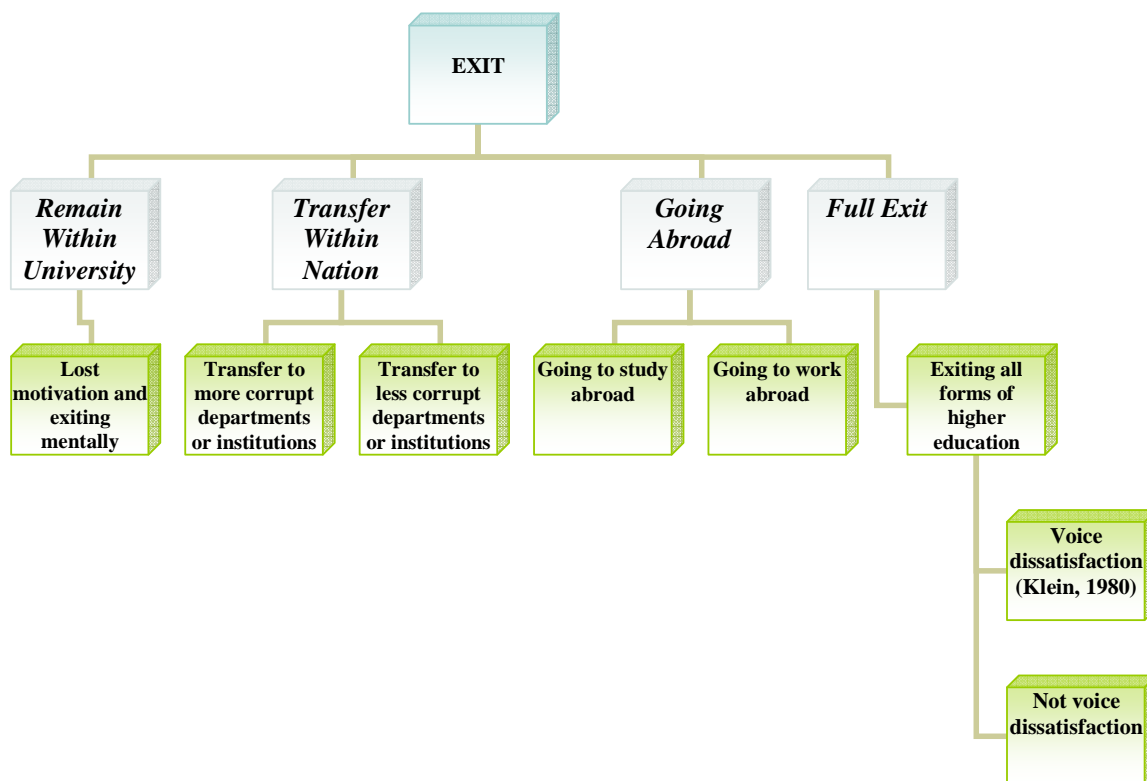 EXIT
Remain
Within
University
Transfer
Within
Nation
Going
Abroad
Full Exit
Lost
motivation and
exiting
mentally
Transfer to
more corrupt
departments
or institutions
Transfer to
less corrupt
departments
or institutions
Going to study
abroad
Going to work
abroad
Exiting all
forms of
higher
education
Voice
dissatisfaction
(Klein, 1980)
Not voice
dissatisfaction